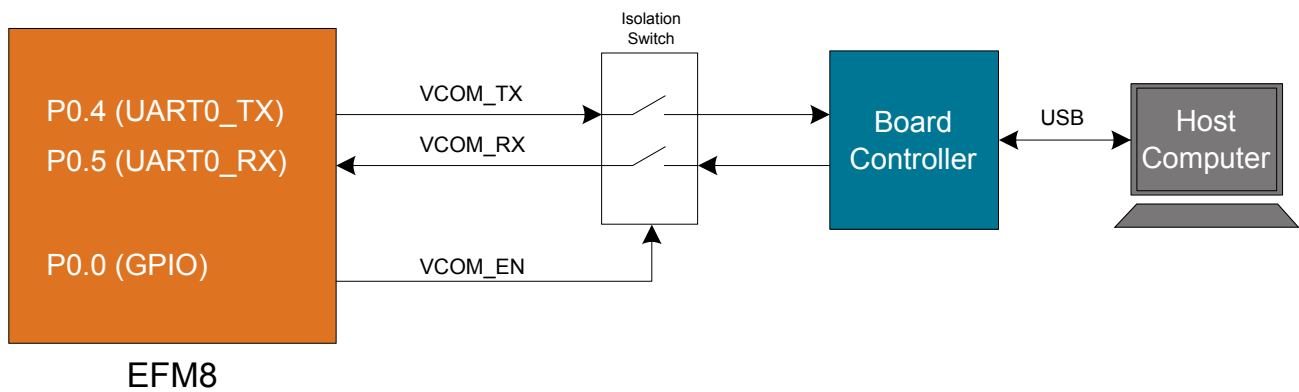 Isolation
Switch
P0.4 (UART0_TX)
VCOM_TX
P0.5 (UART0_RX)
VCOM_RX
P0.0 (GPIO)
VCOM_EN
Board
Controller
USB
Host
Computer
EFM8